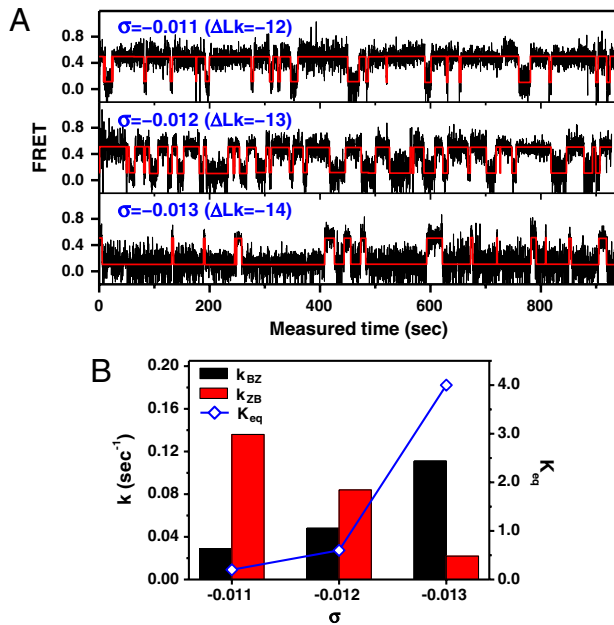 A
σ=−0.011 (ΔLk=−12)
0.8
0.4
0.0
σ=−0.012 (ΔLk=−13)
0.8
0.4
0.0
FRET
σ=−0.013 (ΔLk=−14)
0.8
0.4
0.0
0 200 400 600 800
Measured time (sec)
B
k_BZ
k_ZB
K_eq
0.20
0.16
0.12
0.08
0.04
0.00
k (sec⁻¹)
4.0
3.0
2.0
1.0
0.0
K_eq
-0.011 -0.012 -0.013
σ